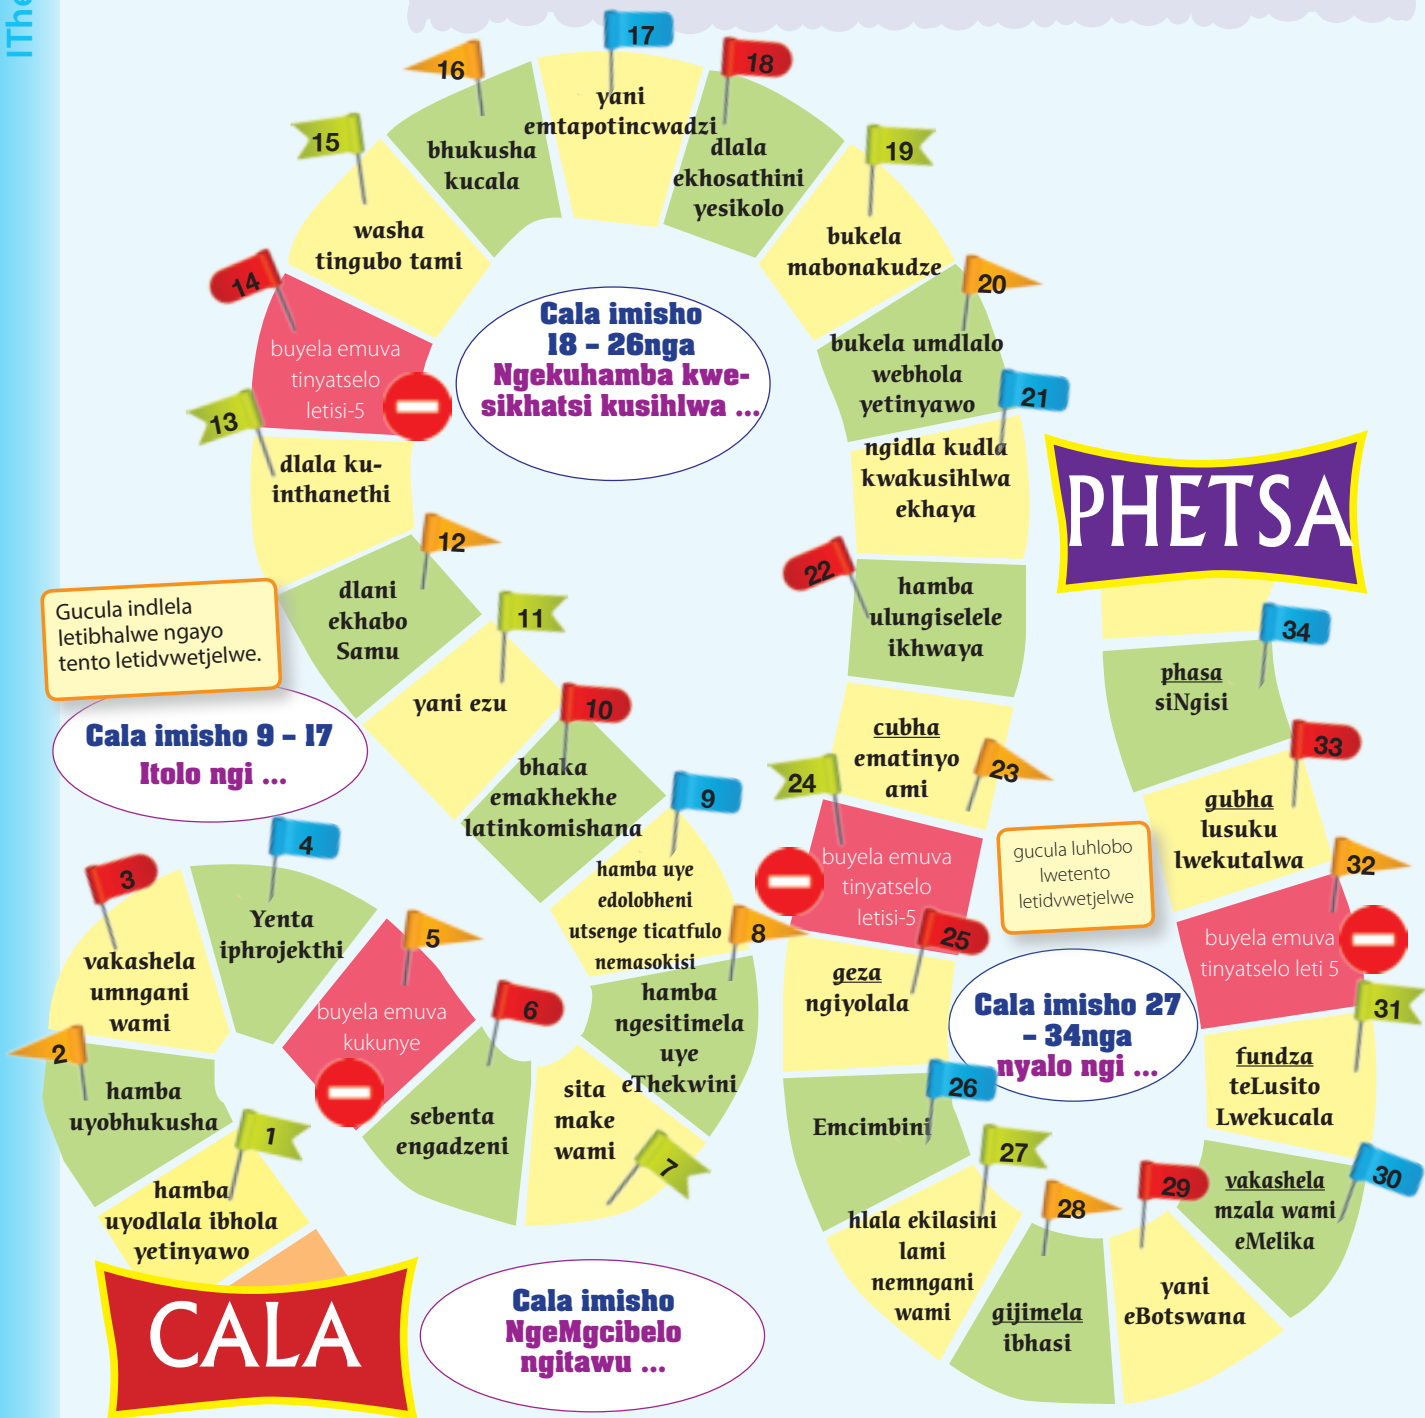 IThe
CALA
Cala imisho
NgeMgcibelo
ngitawu ...
1
hamba
uyodlala ibhola
yetinyawo
2
hamba
uyobhukusha
3
vakashela
umngani
wami
4
Yenta
iphrojekthi
5
buyela emuva
kukunye
6
sebenta
engadzeni
7
sita
make
wami
8
hamba
ngesitimela
uye
eThekwini
Gucula indlela
letibhalwe ngayo
tento letidvwetjelwe.
Cala imisho 9 – 17
Itolo ngi ...
9
hamba uye
edolobheni
utsenge ticatfulo
nemasokisi
10
bhaka
emakhekhe
latinkomishana
11
yani ezu
12
dlani
ekhabo
Samu
13
dlala ku-
inthanethi
14
buyela emuva
tinyatselo
letisi-5
15
washa
tingubo tami
16
bhukusha
kucala
17
yani
emtapotincwadzi
Cala imisho
18 – 26nga
Ngekuhamba kwe-
sikhatsi kusihlwa ...
18
dlala
ekhosathini
yesikolo
19
bukela
mabonakudze
20
bukela umdlalo
webhola
yetinyawo
21
ngidla kudla
kwakusihlwa
ekhaya
22
hamba
ulungiselele
ikhwaya
23
cubha
ematinyo
ami
24
buyela emuva
tinyatselo
letisi-5
25
geza
ngiyolala
26
Emcimbini
gucula luhlobo
lwetento
letidvwetjelwe
Cala imisho 27
– 34nga
nyalo ngi ...
27
hlala ekilasini
lami
nemngani
wami
28
gijimela
ibhasi
29
yani
eBotswana
30
vakashela
mzala wami
eMelika
31
fundza
teLusito
Lwekucala
32
buyela emuva
tinyatselo leti 5
33
gubha
lusuku
lwekutalwa
34
phasa
siNgisi
PHETSA